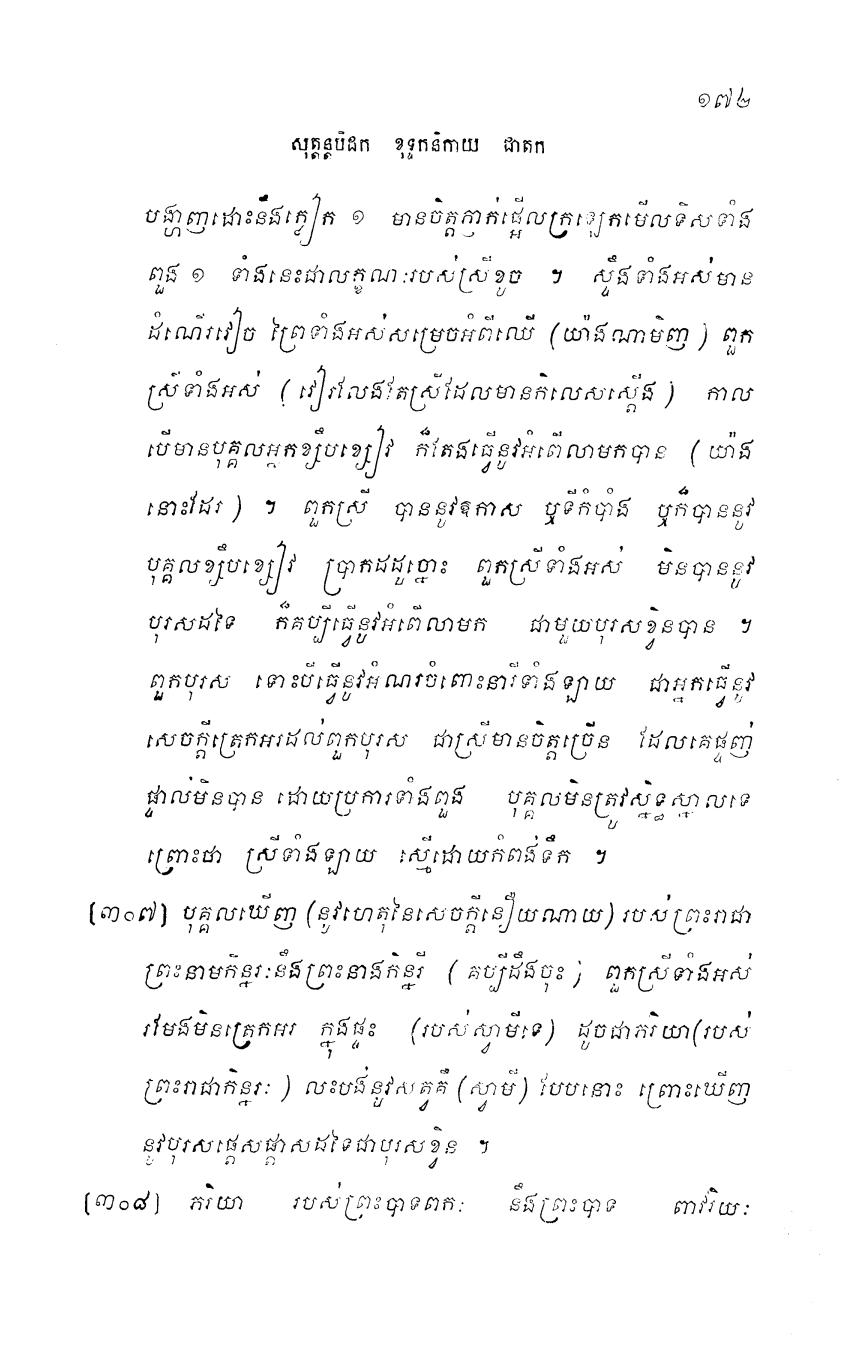 ១៧២
សុត្តន្តបិដក ខុទ្ទកនិកាយ ជាតក
បង្ហាញដោះនឹងក្លៀក ១ មានចិត្តភ្ញាក់ផ្អើលក្រឡេកមើលទិសទាំង
ពួង ១ ទាំងនេះជាលក្ខណៈរបស់ស្រីខូច ។ ស្ទឹងទាំងអស់មាន
ដំណើរវៀច ព្រៃទាំងអស់សម្រេចអំពីឈើ (យ៉ាងណាមិញ) ពួក
ស្រីទាំងអស់ (វៀរលែងតែស្រីដែលមានកិលេសស្តើង) កាល
បើមានបុគ្គលអ្នកខ្សឹបខ្សៀវ ក៏តែងធ្វើនូវអំពើលាមកបាន (យ៉ាង
នោះដែរ) ។ ពួកស្រី បាននូវឱកាស ឬទីកំបាំង ឬក៏បាននូវ
បុគ្គលខ្សឹបខ្សៀវ ប្រាកដដូច្នោះ ពួកស្រីទាំងអស់ មិនបាននូវ
បុរសដទៃ ក៏គប្បីធ្វើនូវអំពើលាមក ជាមួយបុរសខ្វិនបាន ។
ពួកបុរស ទោះបីធ្វើនូវអំណរចំពោះនារីទាំងឡាយ ជាអ្នកធ្វើនូវ
សេចក្តីត្រេកអរដល់ពួកបុរស ជាស្រីមានចិត្តច្រើន ដែលគេផ្ចាញ់
ផ្ចាលមិនបាន ដោយប្រការទាំងពួង បុគ្គលមិនត្រូវស្និទ្ធស្នាលទេ
ព្រោះថា ស្រីទាំងឡាយ ស្មើដោយកំពង់ទឹក ។
[៣០៧] បុគ្គលឃើញ (នូវហេតុនៃសេចក្តីនឿយណាយ) របស់ព្រះរាជា
ព្រះនាមកិន្នរៈនឹងព្រះនាងកិន្នរី (គប្បីដឹងចុះ) ពួកស្រីទាំងអស់
រមែងមិនត្រេកអរ ក្នុងផ្ទះ (របស់ស្វាមីទេ) ដូចជាភរិយា(របស់
ព្រះរាជាកិន្នរៈ) លះបង់នូវសត្វគឺ (ស្វាមី) បែបនោះ ព្រោះឃើញ
នូវបុរសផ្តេសផ្តាសដទៃជាបុរសខ្វិន ។
[៣០៨] ភរិយា របស់ព្រះបាទពកៈ នឹងព្រះបាទ ពាវរិយៈ